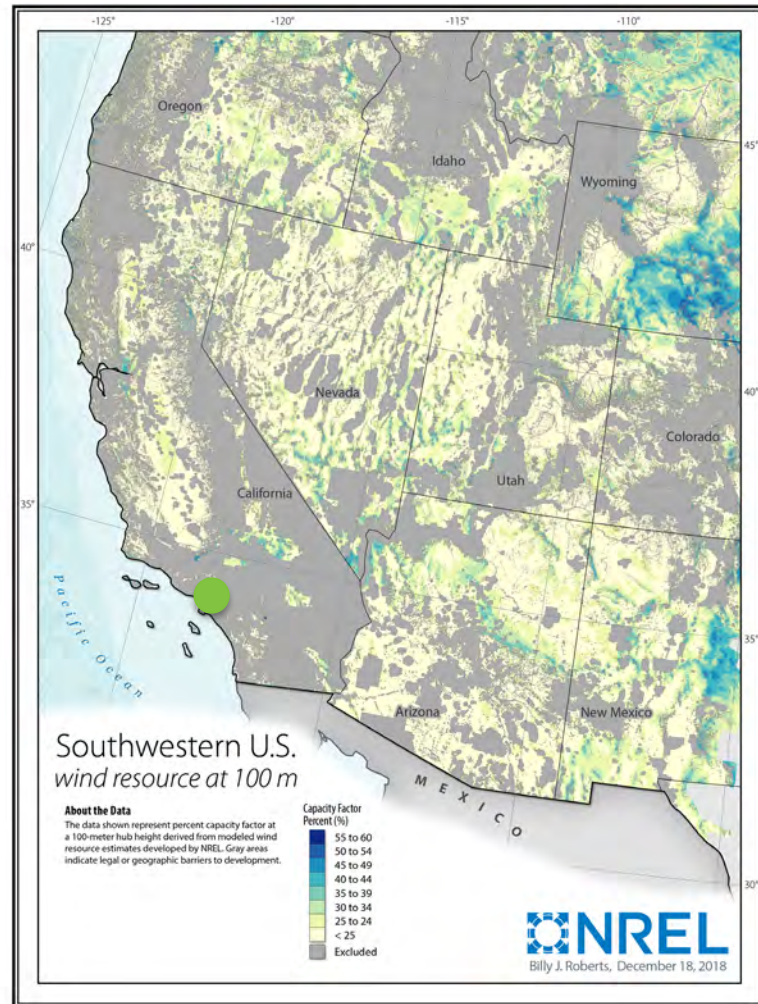 -125°
-120°
-115°
-110°
Oregon
Idaho
45°
Wyoming
40°
Nevada
40°
Colorado
Utah
California
35°
Pacific Ocean
35°
Arizona
New Mexico
MEXICO
30°
Southwestern U.S.
wind resource at 100 m
About the Data
The data shown represent percent capacity factor at
a 100-meter hub height derived from modeled wind
resource estimates developed by NREL. Gray areas
indicate legal or geographic barriers to development.
Capacity Factor
Percent (%)
55 to 60
50 to 54
45 to 49
40 to 44
35 to 39
30 to 34
25 to 24
< 25
Excluded
NREL
Billy J. Roberts, December 18, 2018